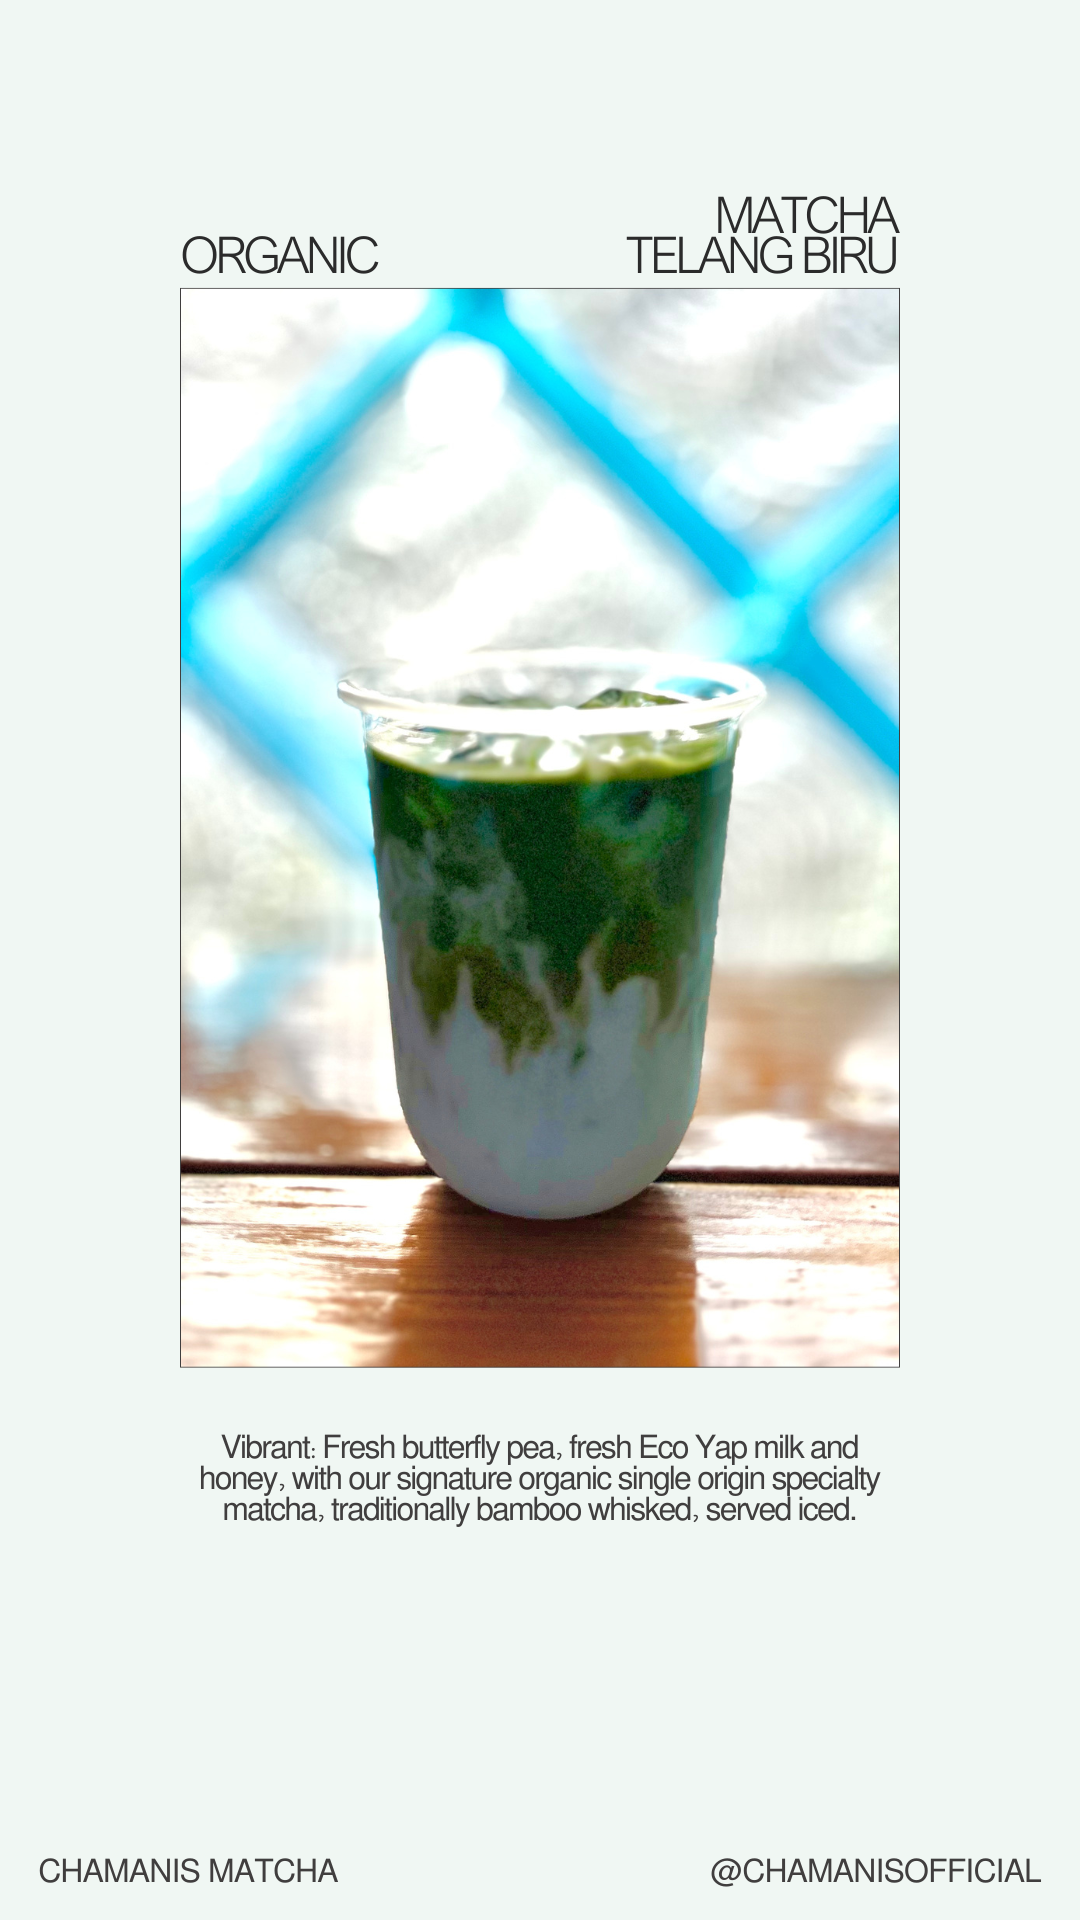 ORGANIC
MATCHA
TELANG BIRU
Vibrant: Fresh butterfly pea, fresh Eco Yap milk and
honey, with our signature organic single origin specialty
matcha, traditionally bamboo whisked, served iced.
CHAMANIS MATCHA
@CHAMANISOFFICIAL